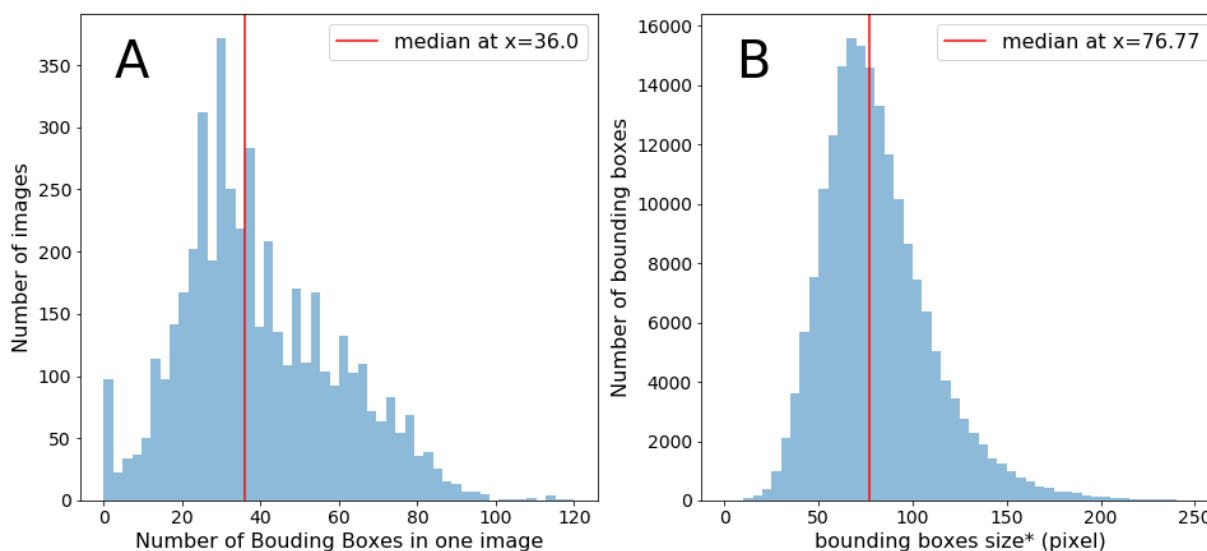 A
median at x=36.0
Number of images
350
300
250
200
150
100
50
0
0 20 40 60 80 100 120
Number of Bouding Boxes in one image
B
median at x=76.77
Number of bounding boxes
16000
14000
12000
10000
8000
6000
4000
2000
0
0 50 100 150 200 250
bounding boxes size* (pixel)